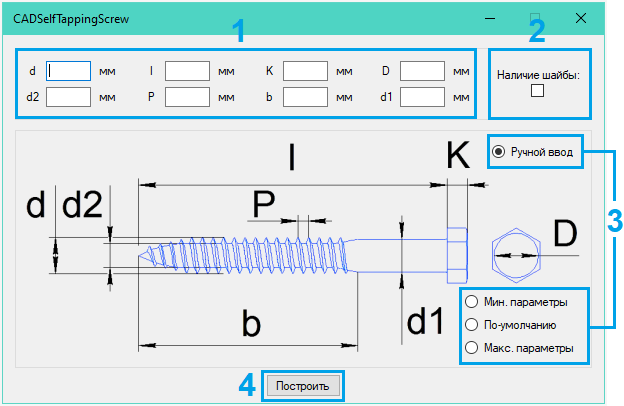 CADSelfTappingScrew
1
2
d мм l мм K мм D мм
Наличие шайбы:
d2 мм P мм b мм d1 мм
Ручной ввод
l
K
d
d2
P
3
D
d1
b
Мин. параметры
По-умолчанию
Макс. параметры
4
Построить